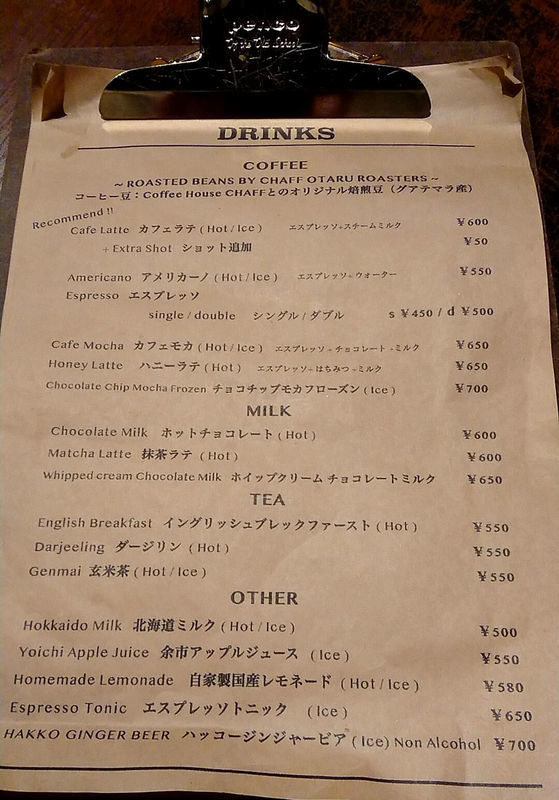 penco
DRINKS
COFFEE
~ ROASTED BEANS BY CHAFF OTARU ROASTERS ~
コーヒー豆：Coffee House CHAFFとのオリジナル焙煎豆（グアテマラ産）
Recommend !!
Cafe Latte カフェラテ ( Hot / Ice ) エスプレッソ+スチームミルク ¥600
+ Extra Shot ショット追加 ¥50
Americano アメリカーノ ( Hot / Ice ) エスプレッソ+ウォーター ¥550
Espresso エスプレッソ
single / double シングル / ダブル s ¥450 / d ¥500
Cafe Mocha カフェモカ ( Hot / Ice ) エスプレッソ+チョコレート+ミルク ¥650
Honey Latte ハニーラテ ( Hot ) エスプレッソ+はちみつ+ミルク ¥650
Chocolate Chip Mocha Frozen チョコチップモカフローズン ( Ice ) ¥700
MILK
Chocolate Milk ホットチョコレート ( Hot ) ¥600
Matcha Latte 抹茶ラテ ( Hot ) ¥600
Whipped cream Chocolate Milk ホイップクリーム チョコレートミルク ¥650
TEA
English Breakfast イングリッシュブレックファースト ( Hot ) ¥550
Darjeeling ダージリン ( Hot ) ¥550
Genmai 玄米茶 ( Hot / Ice ) ¥550
OTHER
Hokkaido Milk 北海道ミルク ( Hot / Ice ) ¥500
Yoichi Apple Juice 余市アップルジュース ( Ice ) ¥550
Homemade Lemonade 自家製国産レモネード ( Hot / Ice ) ¥580
Espresso Tonic エスプレッソトニック ( Ice ) ¥650
HAKKO GINGER BEER ハッコージンジャービア ( Ice) Non Alcohol ¥700